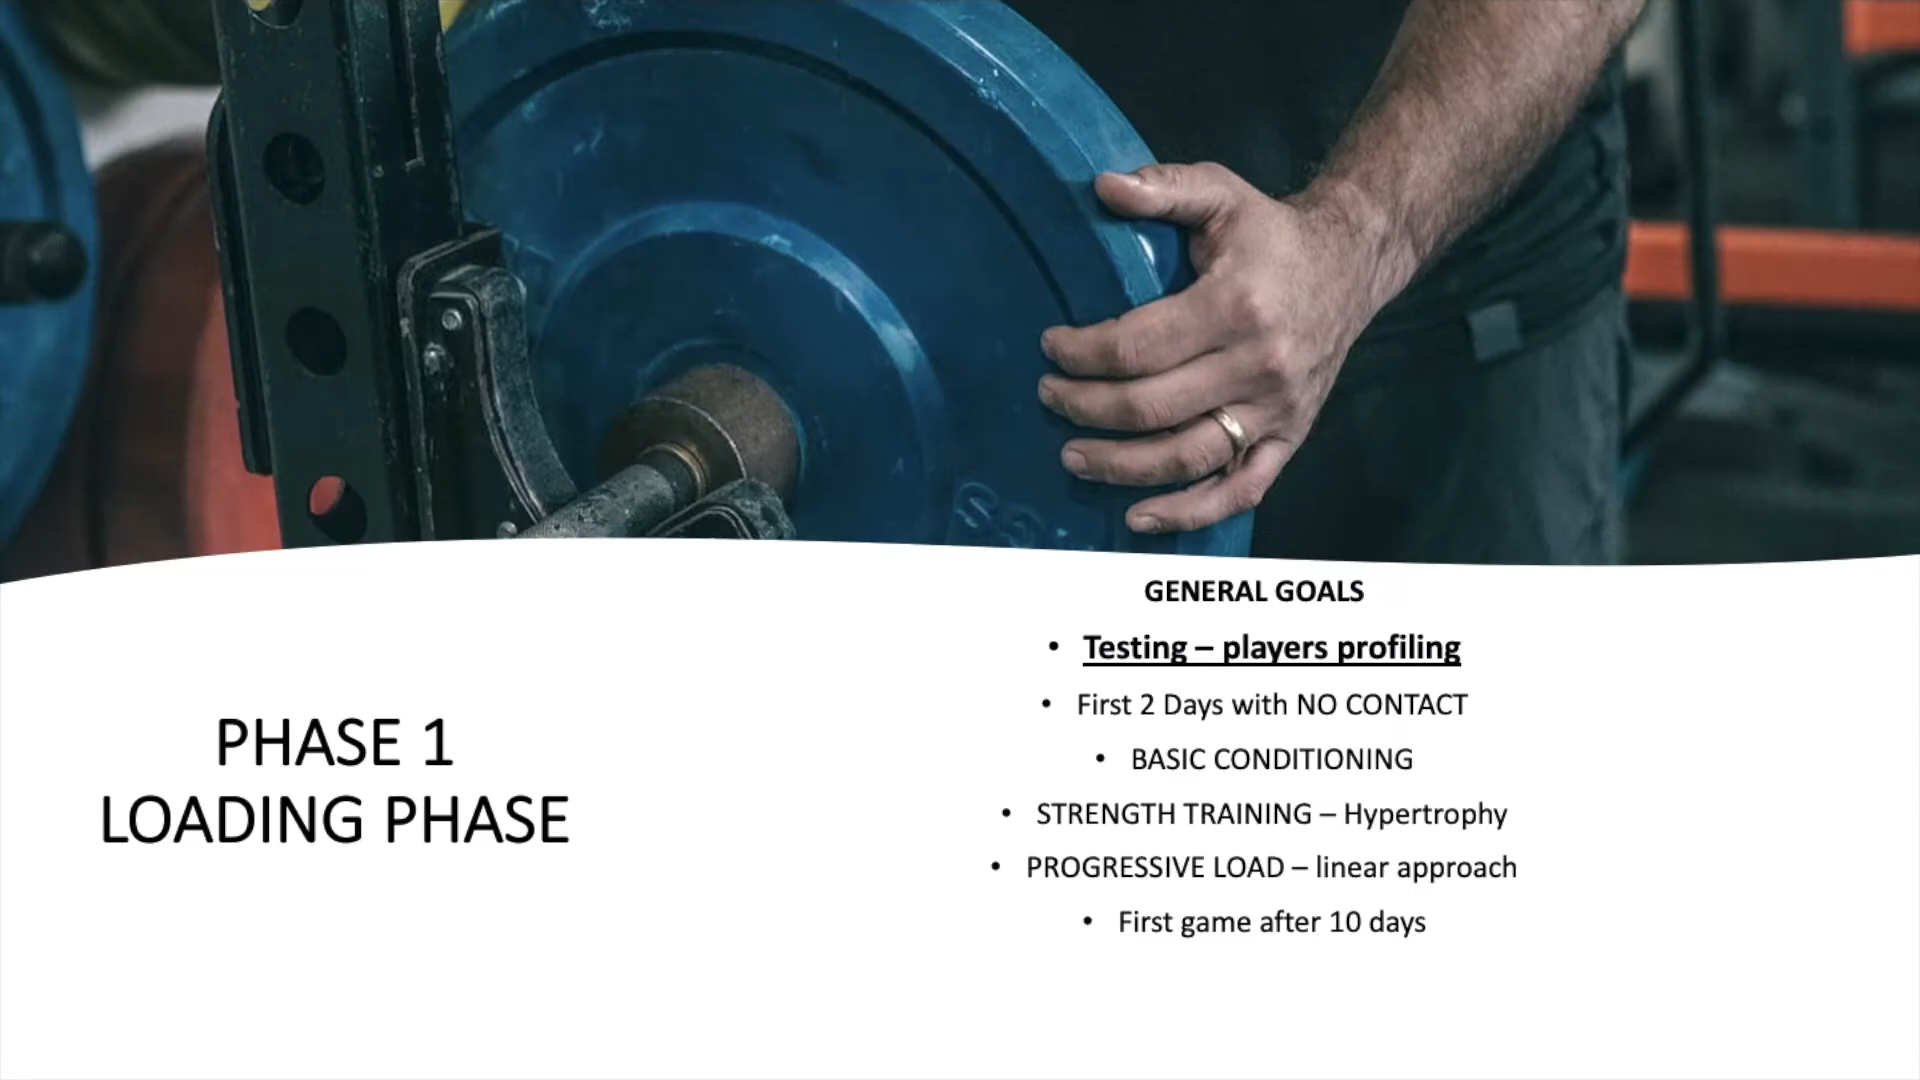 PHASE 1
LOADING PHASE
GENERAL GOALS
• Testing – players profiling
• First 2 Days with NO CONTACT
• BASIC CONDITIONING
• STRENGTH TRAINING – Hypertrophy
• PROGRESSIVE LOAD – linear approach
• First game after 10 days